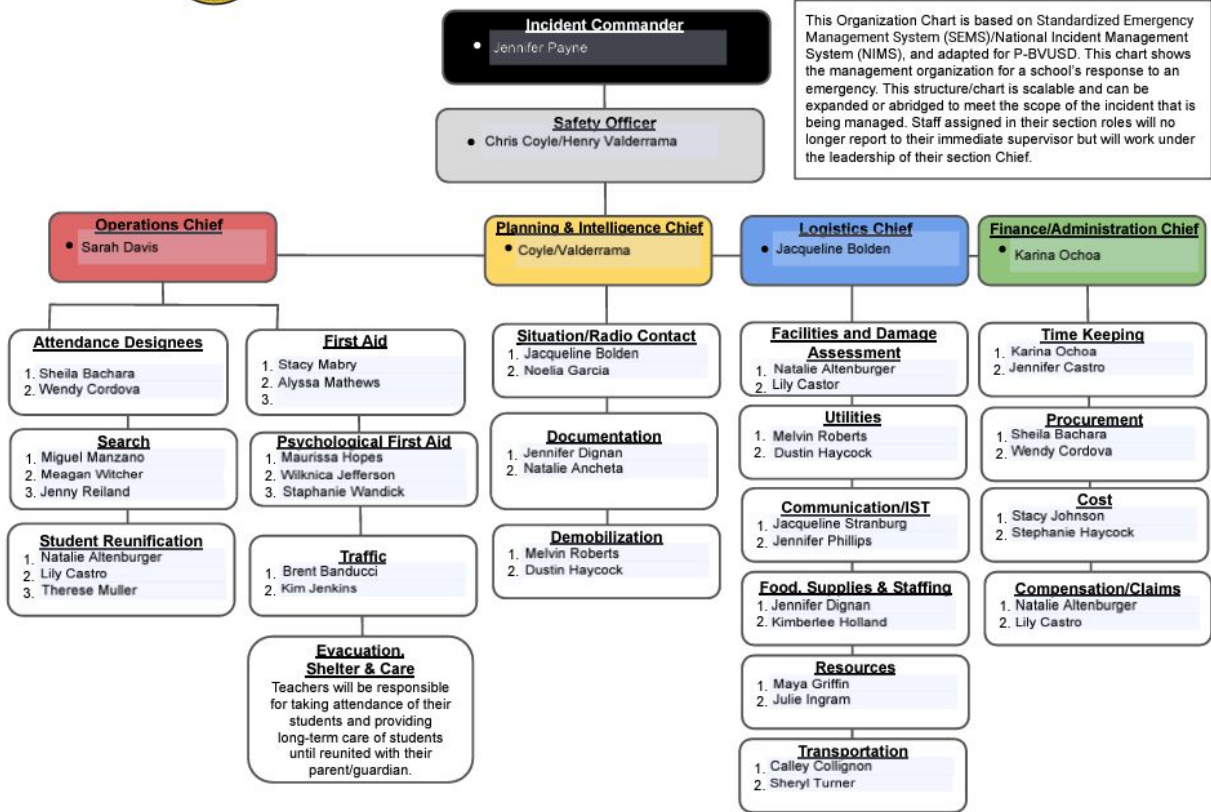 Incident Commander
• Jennifer Payne
This Organization Chart is based on Standardized Emergency
Management System (SEMS)/National Incident Management
System (NIMS), and adapted for P-BVUSD. This chart shows
the management organization for a school's response to an
emergency. This structure/chart is scalable and can be
expanded or abridged to meet the scope of the incident that is
being managed. Staff assigned in their section roles will no
longer report to their immediate supervisor but will work under
the leadership of their section Chief.
Safety Officer
• Chris Coyle/Henry Valderrama
Operations Chief
• Sarah Davis
Planning & Intelligence Chief
• Coyle/Valderrama
Logistics Chief
• Jacqueline Bolden
Finance/Administration Chief
• Karina Ochoa
Attendance Designees
1. Sheila Bachara
2. Wendy Cordova
Search
1. Miguel Manzano
2. Meagan Witcher
3. Jenny Reiland
Student Reunification
1. Natalie Altenburger
2. Lily Castro
3. Therese Muller
First Aid
1. Stacy Mabry
2. Alyssa Mathews
3.
Psychological First Aid
1. Maurissa Hopes
2. Wilknica Jefferson
3. Staphanie Wandick
Traffic
1. Brent Banducci
2. Kim Jenkins
Evacuation,
Shelter & Care
Teachers will be responsible
for taking attendance of their
students and providing
long-term care of students
until reunited with their
parent/guardian.
Situation/Radio Contact
1. Jacqueline Bolden
2. Noelia Garcia
Documentation
1. Jennifer Dignan
2. Natalie Ancheta
Demobilization
1. Melvin Roberts
2. Dustin Haycock
Facilities and Damage
Assessment
1. Natalie Altenburger
2. Lily Castor
Utilities
1. Melvin Roberts
2. Dustin Haycock
Communication/IST
1. Jacqueline Stranburg
2. Jennifer Phillips
Food, Supplies & Staffing
1. Jennifer Dignan
2. Kimberlee Holland
Resources
1. Maya Griffin
2. Julie Ingram
Transportation
1. Calley Collignon
2. Sheryl Turner
Time Keeping
1. Karina Ochoa
2. Jennifer Castro
Procurement
1. Sheila Bachara
2. Wendy Cordova
Cost
1. Stacy Johnson
2. Stephanie Haycock
Compensation/Claims
1. Natalie Altenburger
2. Lily Castro